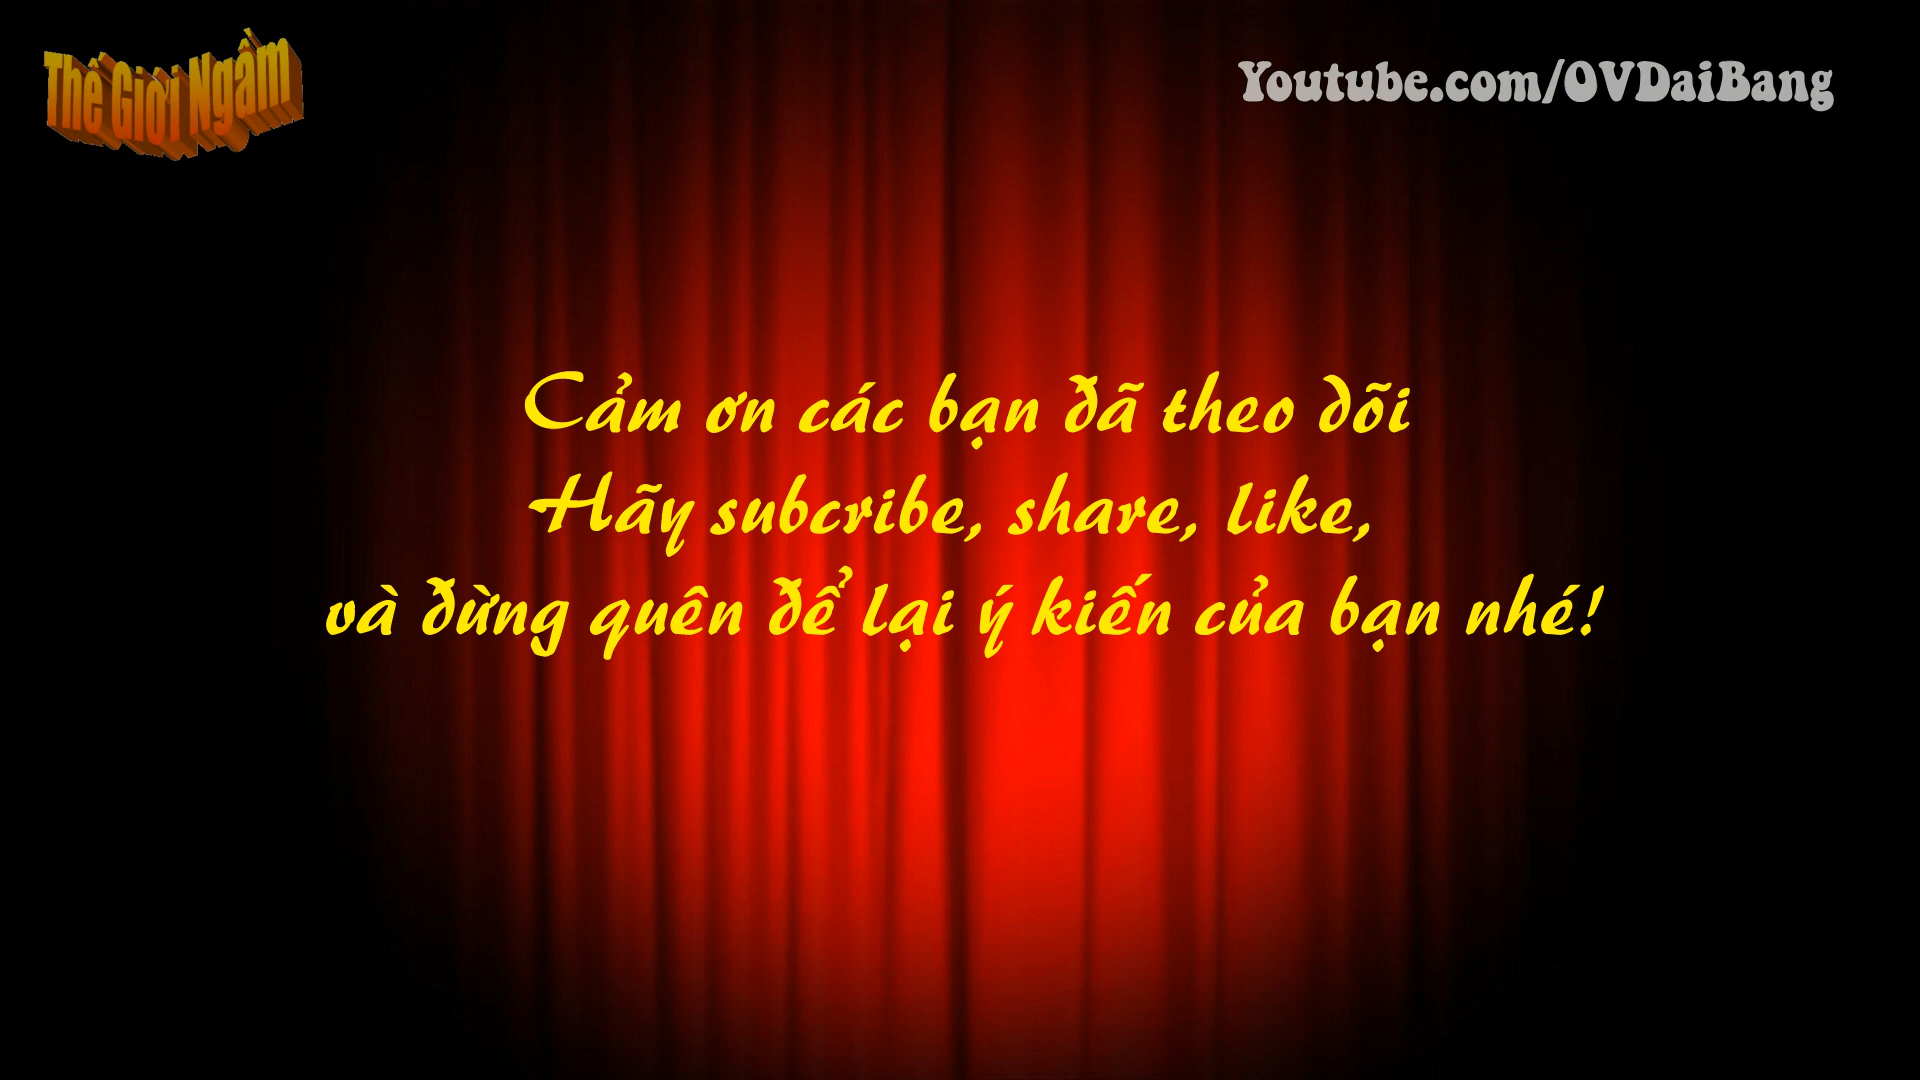 Thế Giới Ngầm
Youtube.com/OVDaiBang
Cảm ơn các bạn đã theo dõi
Hãy subcribe, share, like,
và đừng quên để lại ý kiến của bạn nhé!